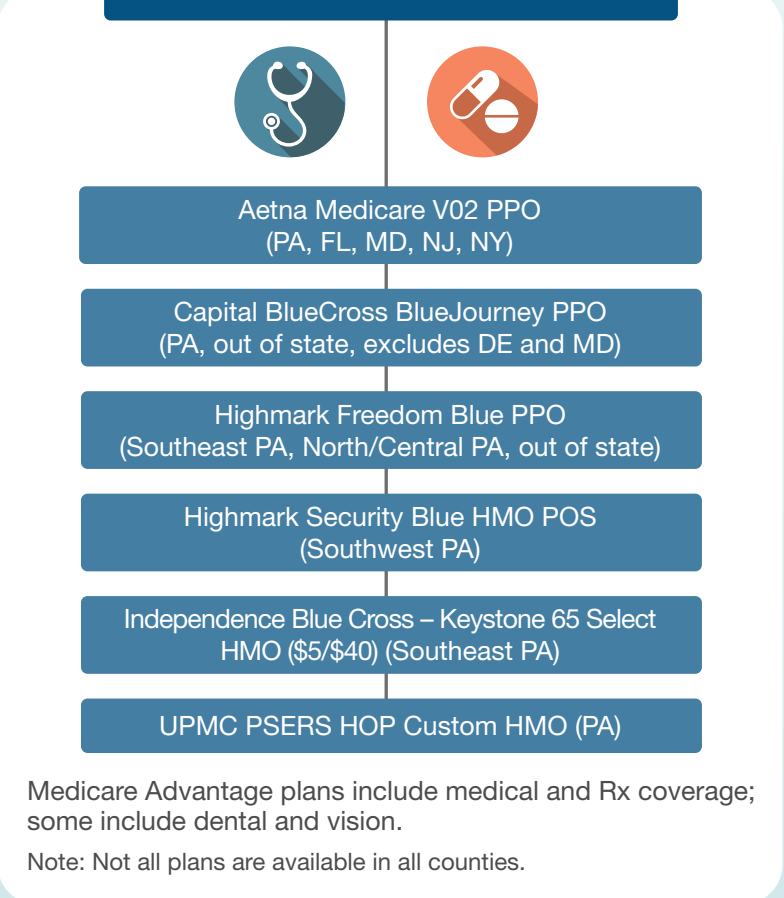 Aetna Medicare V02 PPO
(PA, FL, MD, NJ, NY)
Capital BlueCross BlueJourney PPO
(PA, out of state, excludes DE and MD)
Highmark Freedom Blue PPO
(Southeast PA, North/Central PA, out of state)
Highmark Security Blue HMO POS
(Southwest PA)
Independence Blue Cross – Keystone 65 Select
HMO ($5/$40) (Southeast PA)
UPMC PSERS HOP Custom HMO (PA)
Medicare Advantage plans include medical and Rx coverage;
some include dental and vision.
Note: Not all plans are available in all counties.